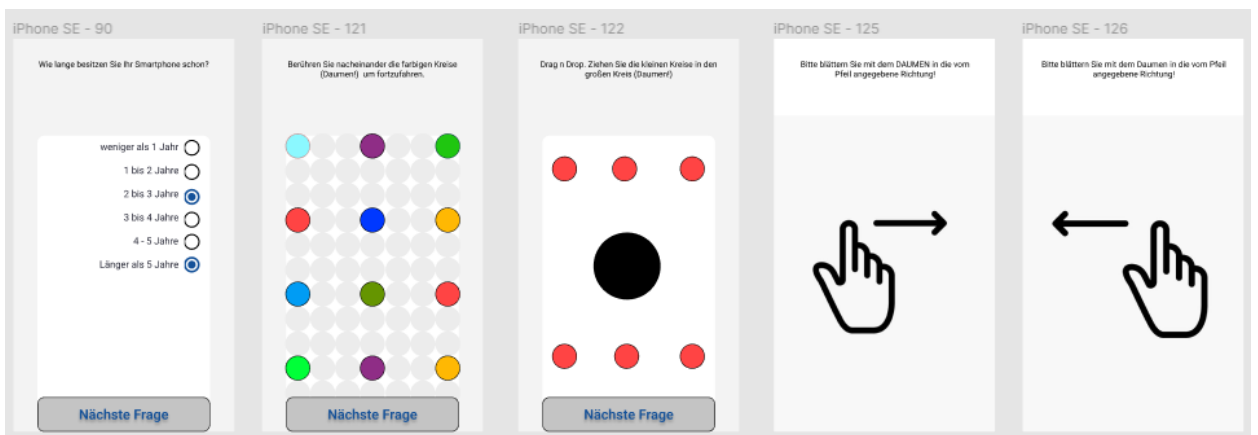 iPhone SE - 90
Wie lange besitzen Sie Ihr Smartphone schon?
weniger als 1 Jahr
1 bis 2 Jahre
2 bis 3 Jahre
3 bis 4 Jahre
4 - 5 Jahre
Länger als 5 Jahre
Nächste Frage
iPhone SE - 121
Berühren Sie nacheinander die farbigen Kreise
(Daumen!) um fortzufahren.
Nächste Frage
iPhone SE - 122
Drag n Drop. Ziehen Sie die kleinen Kreise in den
großen Kreis (Daumen!)
Nächste Frage
iPhone SE - 125
Bitte blättern Sie mit dem DAUMEN in die vom
Pfeil angegebene Richtung!
iPhone SE - 126
Bitte blättern Sie mit dem Daumen in die vom Pfeil
angegebene Richtung!